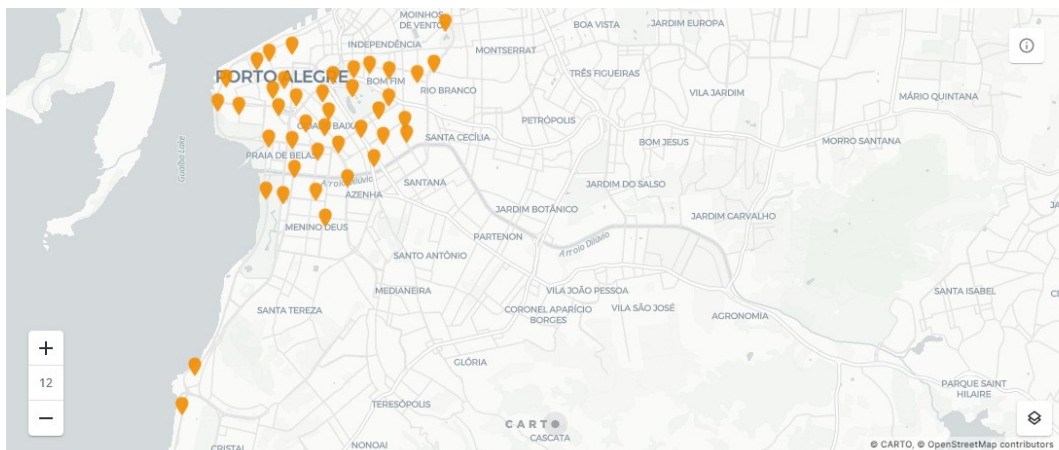 MOINHOS
DE VENTO
BOA VISTA
JARDIM EUROPA
INDEPENDÊNCIA
MONTSERRAT
PORTO ALEGRE
BOM FIM
TRÊS FIGUEIRAS
RIO BRANCO
VILA JARDIM
MÁRIO QUINTANA
PETRÓPOLIS
CIDADE BAIXA
SANTA CECÍLIA
BOM JESUS
MORRO SANTANA
PRAIA DE BELAS
Guaíba Lake
Arroio Dilúvio
SANTANA
AZENHA
JARDIM DO SALSO
JARDIM BOTÂNICO
JARDIM CARVALHO
MENINO DEUS
PARTENON
Arroio Dilúvio
SANTO ANTÔNIO
MEDIANEIRA
VILA JOÃO PESSOA
SANTA ISABEL
SANTA TEREZA
CORONEL APARÍCIO
BORGES
VILA SÃO JOSÉ
AGRONOMIA
+
12
−
GLÓRIA
PARQUE SAINT
HILAIRE
TERESÓPOLIS
CARTO
CASCATA
CRISTAL
NONOAI
© CARTO, © OpenStreetMap contributors